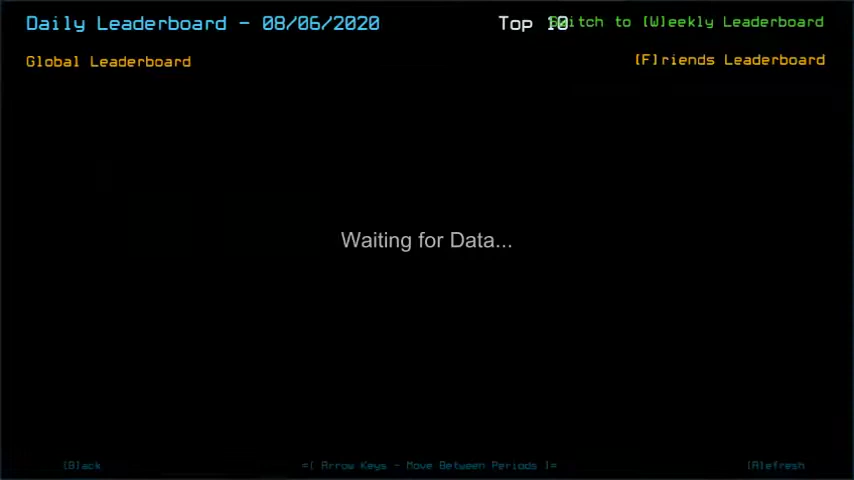 Daily Leaderboard - 08/06/2020
Top 10
Switch to [W]eekly Leaderboard
Global Leaderboard
[F]riends Leaderboard
Waiting for Data...
[B]ack
=[ Arrow Keys - Move Between Periods ]=
[R]efresh